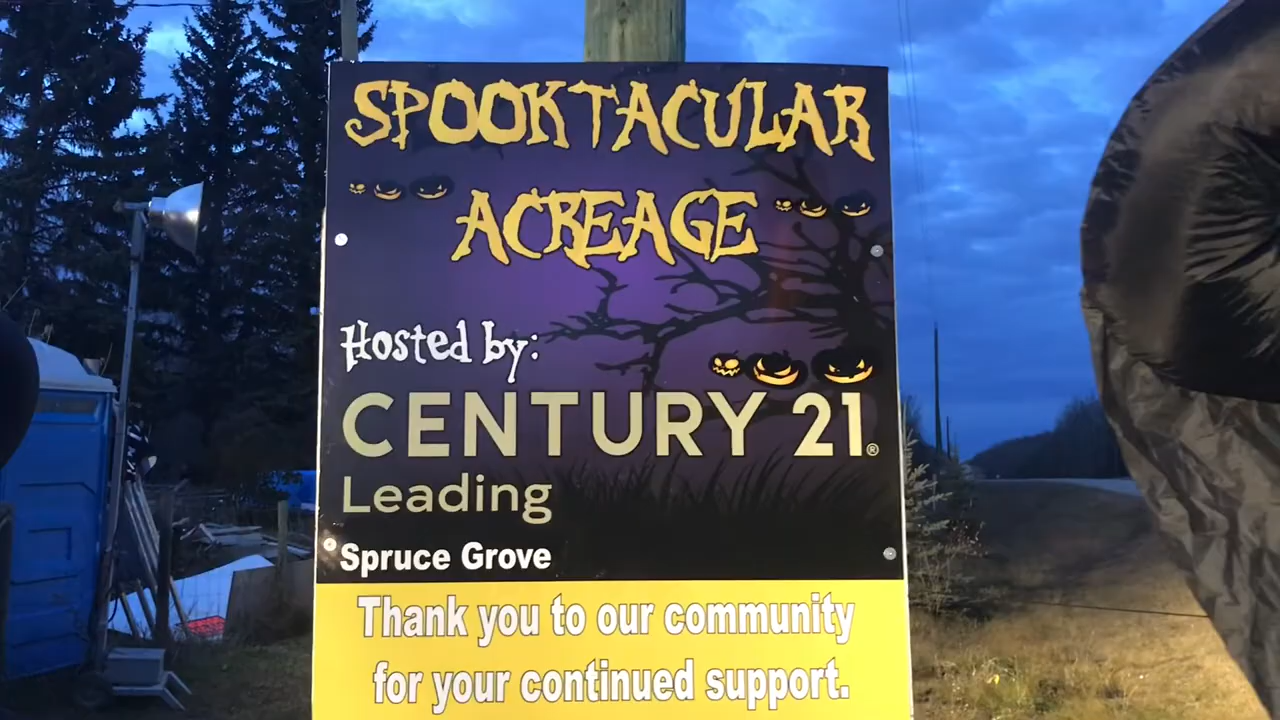 SPOOKTACULAR
ACREAGE
Hosted by:
CENTURY 21®
Leading
Spruce Grove
Thank you to our community
for your continued support.